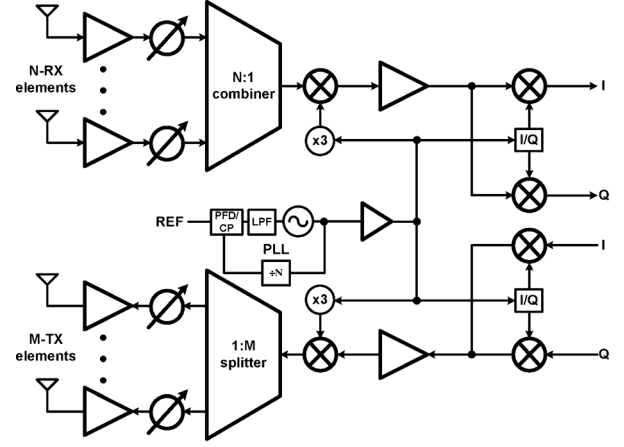 N-RX
elements
N:1
combiner
I
x3
I/Q
Q
REF
PFD/
CP
LPF
PLL
÷N
I
x3
I/Q
M-TX
elements
1:M
splitter
Q